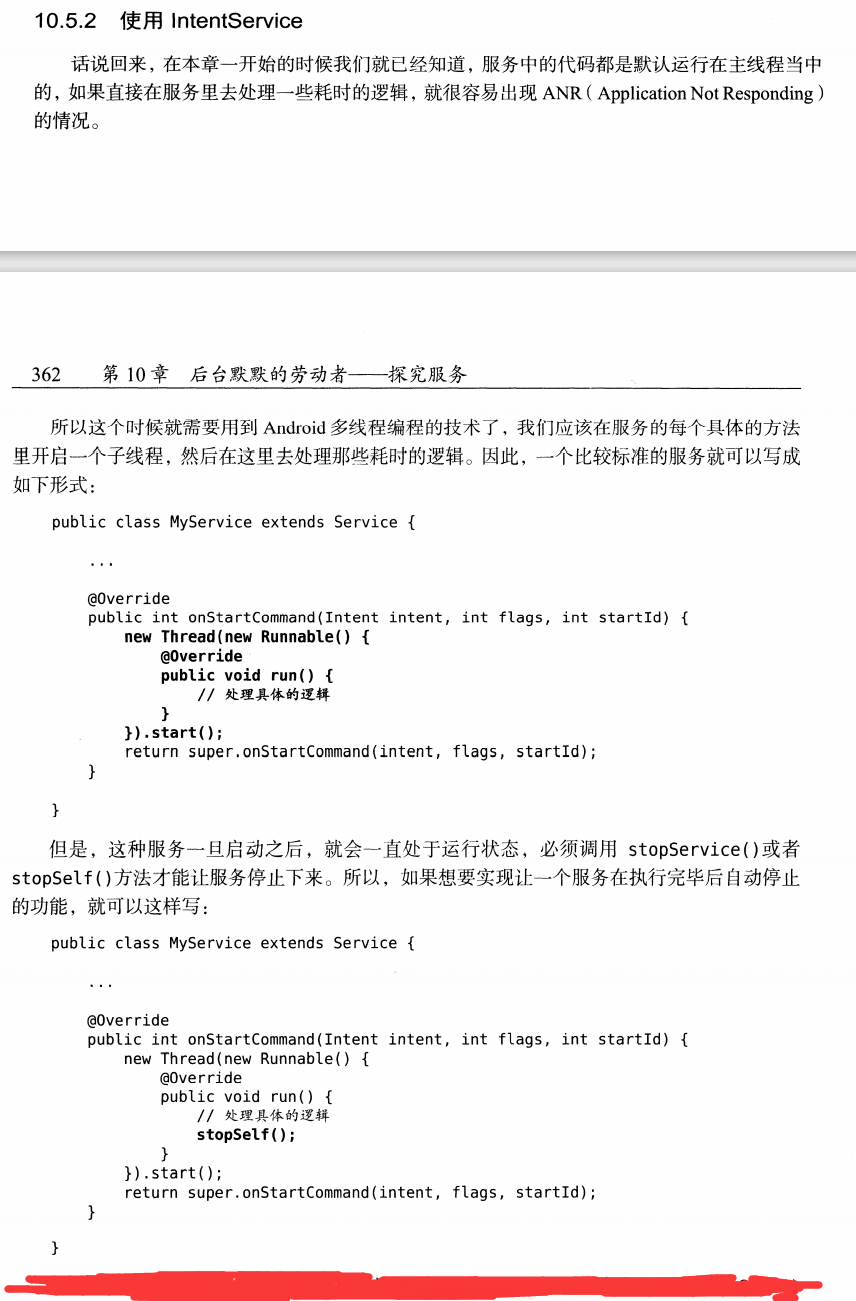 10.5.2 使用 IntentService
话说回来，在本章一开始的时候我们就已经知道，服务中的代码都是默认运行在主线程当中
的，如果直接在服务里去处理一些耗时的逻辑，就很容易出现 ANR（Application Not Responding）
的情况。
362 第 10 章 后台默默的劳动者——探究服务
所以这个时候就需要用到 Android 多线程编程的技术了，我们应该在服务的每个具体的方法
里开启一个子线程，然后在这里去处理那些耗时的逻辑。因此，一个比较标准的服务就可以写成
如下形式：
public class MyService extends Service {
...
@Override
public int onStartCommand(Intent intent, int flags, int startId) {
new Thread(new Runnable() {
@Override
public void run() {
// 处理具体的逻辑
}
}).start();
return super.onStartCommand(intent, flags, startId);
}
}
但是，这种服务一旦启动之后，就会一直处于运行状态，必须调用 stopService()或者
stopSelf()方法才能让服务停止下来。所以，如果想要实现让一个服务在执行完毕后自动停止
的功能，就可以这样写：
public class MyService extends Service {
...
@Override
public int onStartCommand(Intent intent, int flags, int startId) {
new Thread(new Runnable() {
@Override
public void run() {
// 处理具体的逻辑
stopSelf();
}
}).start();
return super.onStartCommand(intent, flags, startId);
}
}